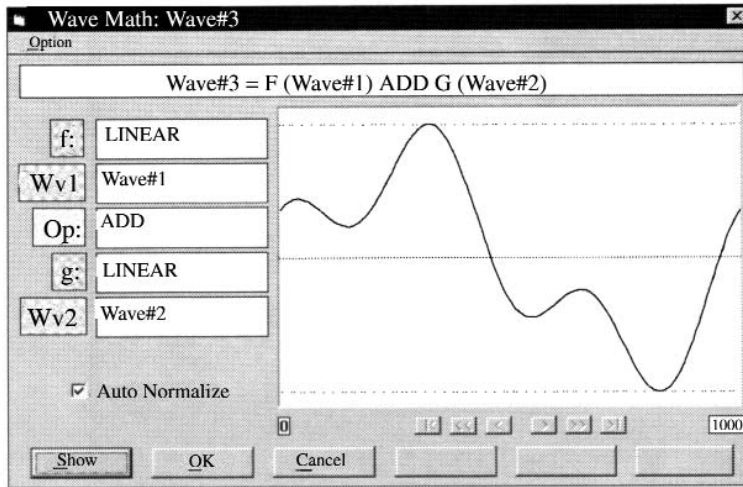 Wave Math: Wave#3
Option
Wave#3 = F (Wave#1) ADD G (Wave#2)
f: LINEAR
Wv1 Wave#1
Op: ADD
g: LINEAR
Wv2 Wave#2
Auto Normalize
0 |< << < > >> >| 1000
Show OK Cancel